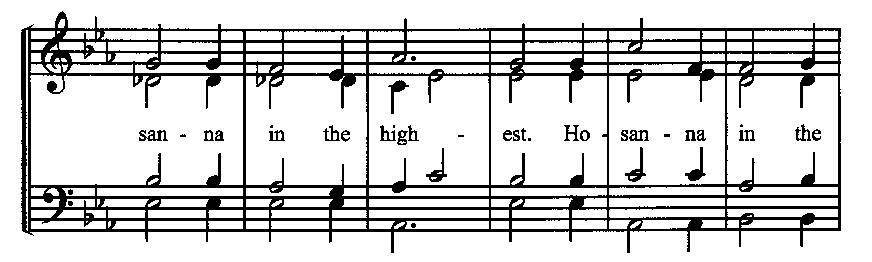 san - na in the high - est. Ho - san - na in the